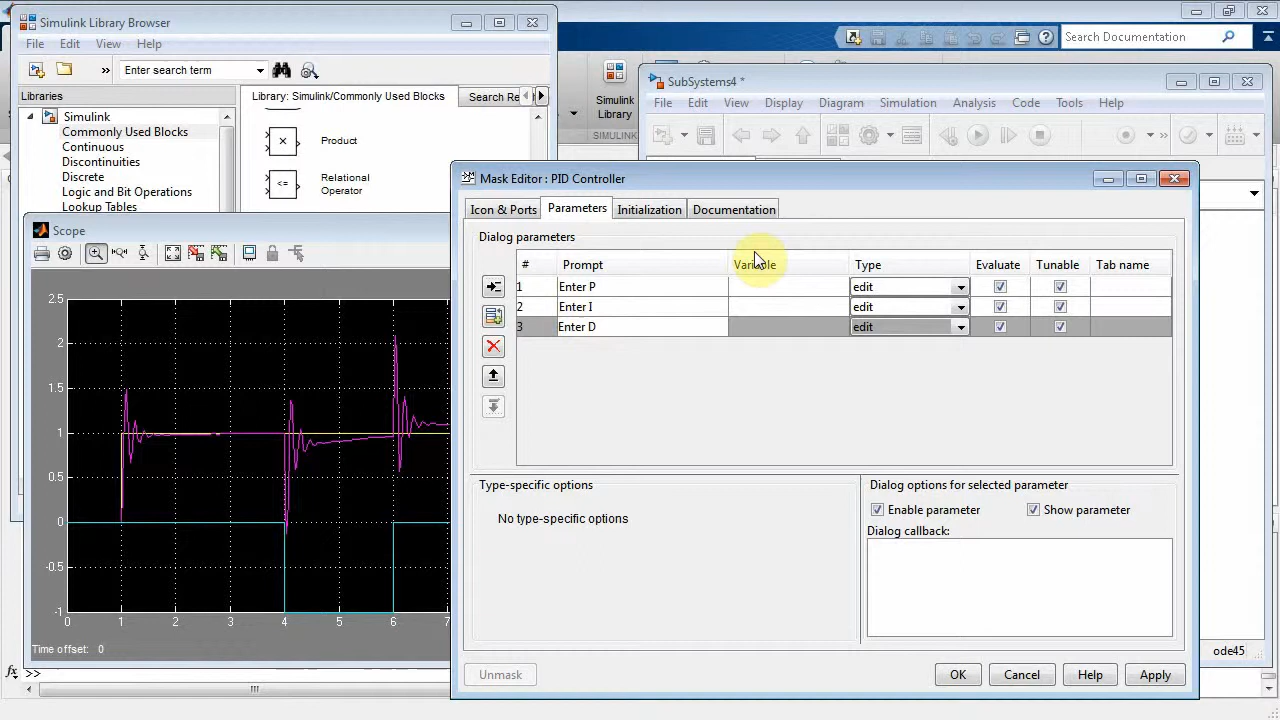 Simulink Library Browser
File Edit View Help
» Enter search term
Libraries
Library: Simulink/Commonly Used Blocks
Search Re
Simulink
Commonly Used Blocks
Continuous
Discontinuities
Discrete
Logic and Bit Operations
Lookup Tables
×
Product
<=
Relational
Operator
Search Documentation
Simulink
Library
SIMULINK
SubSystems4 *
File Edit View Display Diagram Simulation Analysis Code Tools Help
»
Scope
2.5
2
1.5
1
0.5
0
-0.5
-1
0 1 2 3 4 5 6 7
Time offset: 0
fx >>
Mask Editor : PID Controller
Icon & Ports Parameters Initialization Documentation
Dialog parameters
# Prompt Variable Type Evaluate Tunable Tab name
1 Enter P edit
2 Enter I edit
3 Enter D edit
Type-specific options
No type-specific options
Dialog options for selected parameter
Enable parameter Show parameter
Dialog callback:
Unmask OK Cancel Help Apply
ode45